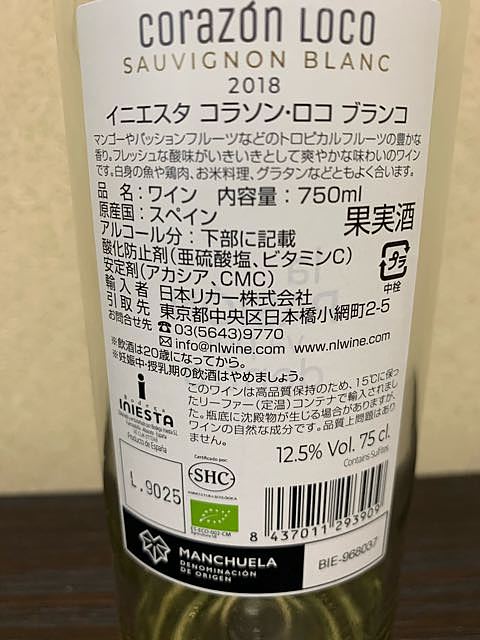 corazón loco
SAUVIGNON BLANC
2018
イニエスタ コラソン・ロコ ブランコ
マンゴーやパッションフルーツなどのトロピカルフルーツの豊かな
香り。フレッシュな酸味がいきいきとして爽やかな味わいのワイン
です。白身の魚や鶏肉、お米料理、グラタンなどともよく合います。
品 名：ワイン 内容量：750ml
原産国：スペイン
果実酒
アルコール分：下部に記載
酸化防止剤(亜硫酸塩、ビタミンC)
安定剤(アカシア、CMC)
プラ
中栓
輸入者 日本リカー株式会社
引取先 東京都中央区日本橋小網町2-5
お問合せ先 03(5643)9770
info@nlwine.com www.nlwine.com
※飲酒は20歳になってから。
※妊娠中・授乳期の飲酒はやめましょう。
このワインは高品質保持のため、15℃に保っ
たリーファー(定温)コンテナで輸入されまし
た。瓶底に沈殿物が生じる場合がありますが、
ワインの自然な成分です。品質上問題はあり
ません。
BODEGA
INIESTA
Producto de España
12.5% Vol. 75 cl.
Contains Sulfites
L.9025
Certificado por:
SHC
ES-ECO-002-CM
8 437011 293909
MANCHUELA
DENOMINACIÓN
DE ORIGEN
BIE-968037